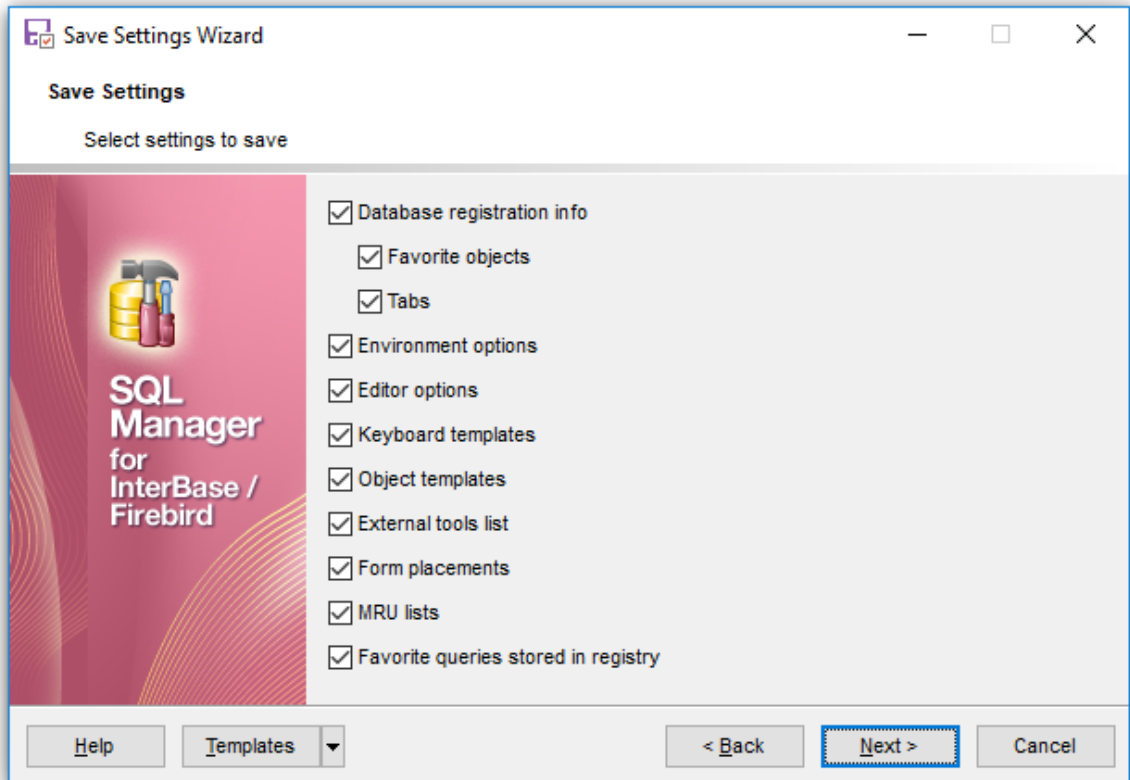 Save Settings Wizard
Save Settings
Select settings to save
Database registration info
Favorite objects
Tabs
Environment options
Editor options
Keyboard templates
Object templates
External tools list
Form placements
MRU lists
Favorite queries stored in registry
SQL
Manager
for
InterBase /
Firebird
Help
Templates
< Back
Next >
Cancel